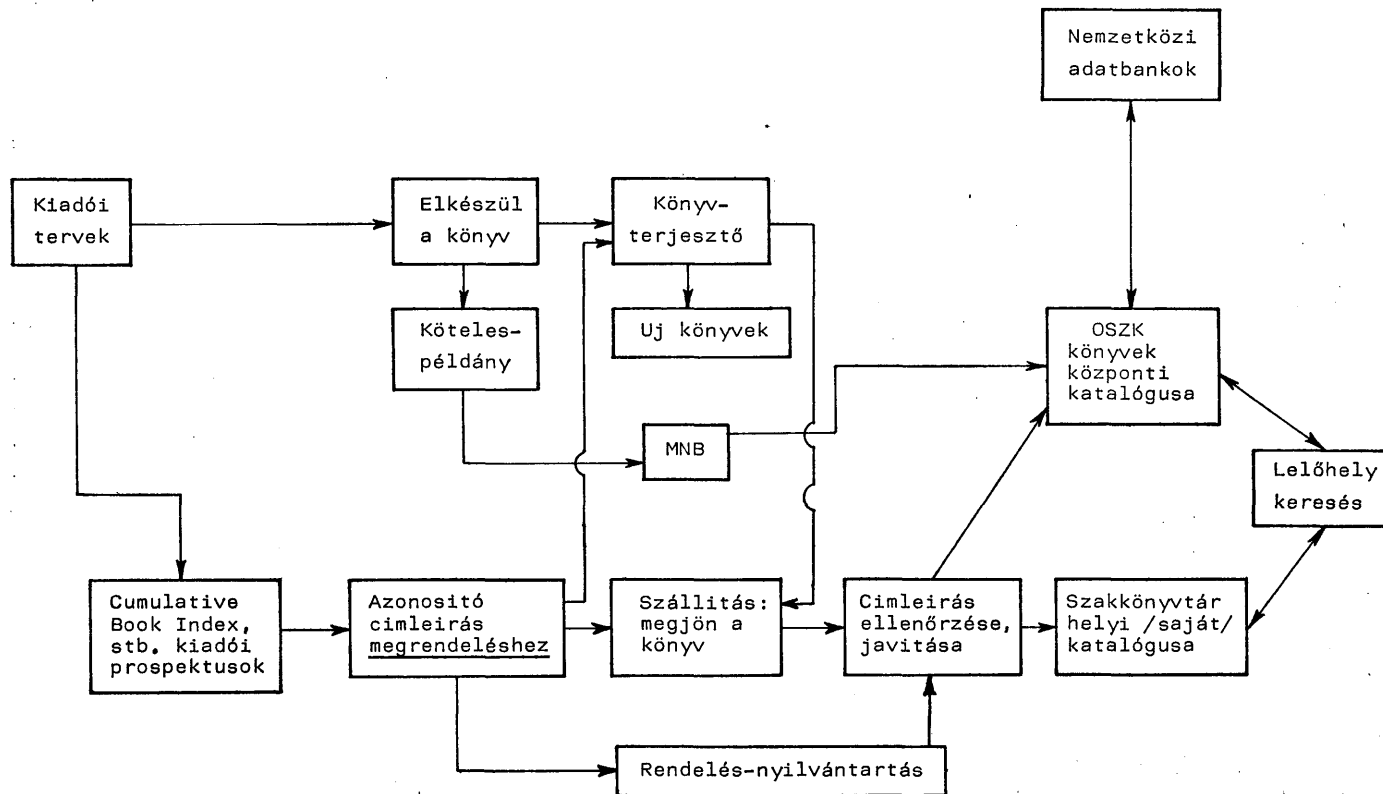 Nemzetközi
adatbankok
Kiadói
tervek
Elkészül
a könyv
Könyv-
terjesztő
Köteles-
példány
Uj könyvek
OSZK
könyvek
központi
katalógusa
MNB
Lelőhely
keresés
Cumulative
Book Index,
stb. kiadói
prospektusok
Azonositó
cimleirás
megrendeléshez
Szállitás:
megjön a
könyv
Cimleirás
ellenőrzése,
javitása
Szakkönyvtár
helyi /saját/
katalógusa
Rendelés-nyilvántartás